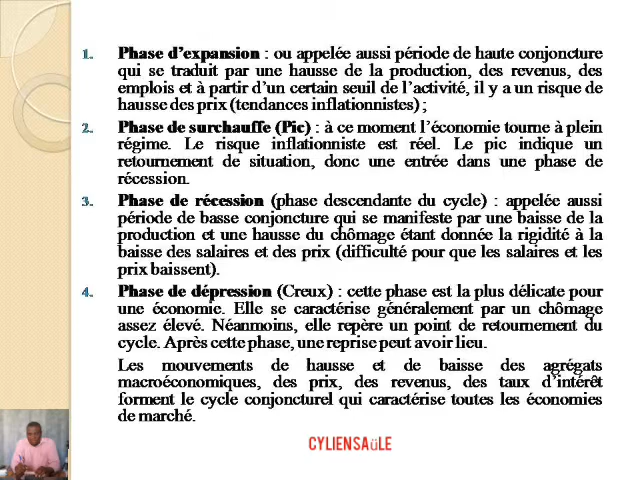 1. Phase d’expansion : ou appelée aussi période de haute conjoncture
qui se traduit par une hausse de la production, des revenus, des
emplois et à partir d’un certain seuil de l’activité, il y a un risque de
hausse des prix (tendances inflationnistes) ;
2. Phase de surchauffe (Pic) : à ce moment l’économie tourne à plein
régime. Le risque inflationniste est réel. Le pic indique un
retournement de situation, donc une entrée dans une phase de
récession.
3. Phase de récession (phase descendante du cycle) : appelée aussi
période de basse conjoncture qui se manifeste par une baisse de la
production et une hausse du chômage étant donnée la rigidité à la
baisse des salaires et des prix (difficulté pour que les salaires et les
prix baissent).
4. Phase de dépression (Creux) : cette phase est la plus délicate pour
une économie. Elle se caractérise généralement par un chômage
assez élevé. Néanmoins, elle repère un point de retournement du
cycle. Après cette phase, une reprise peut avoir lieu.
Les mouvements de hausse et de baisse des agrégats
macroéconomiques, des prix, des revenus, des taux d’intérêt
forment le cycle conjoncturel qui caractérise toutes les économies
de marché.
CYLIENSAüLE